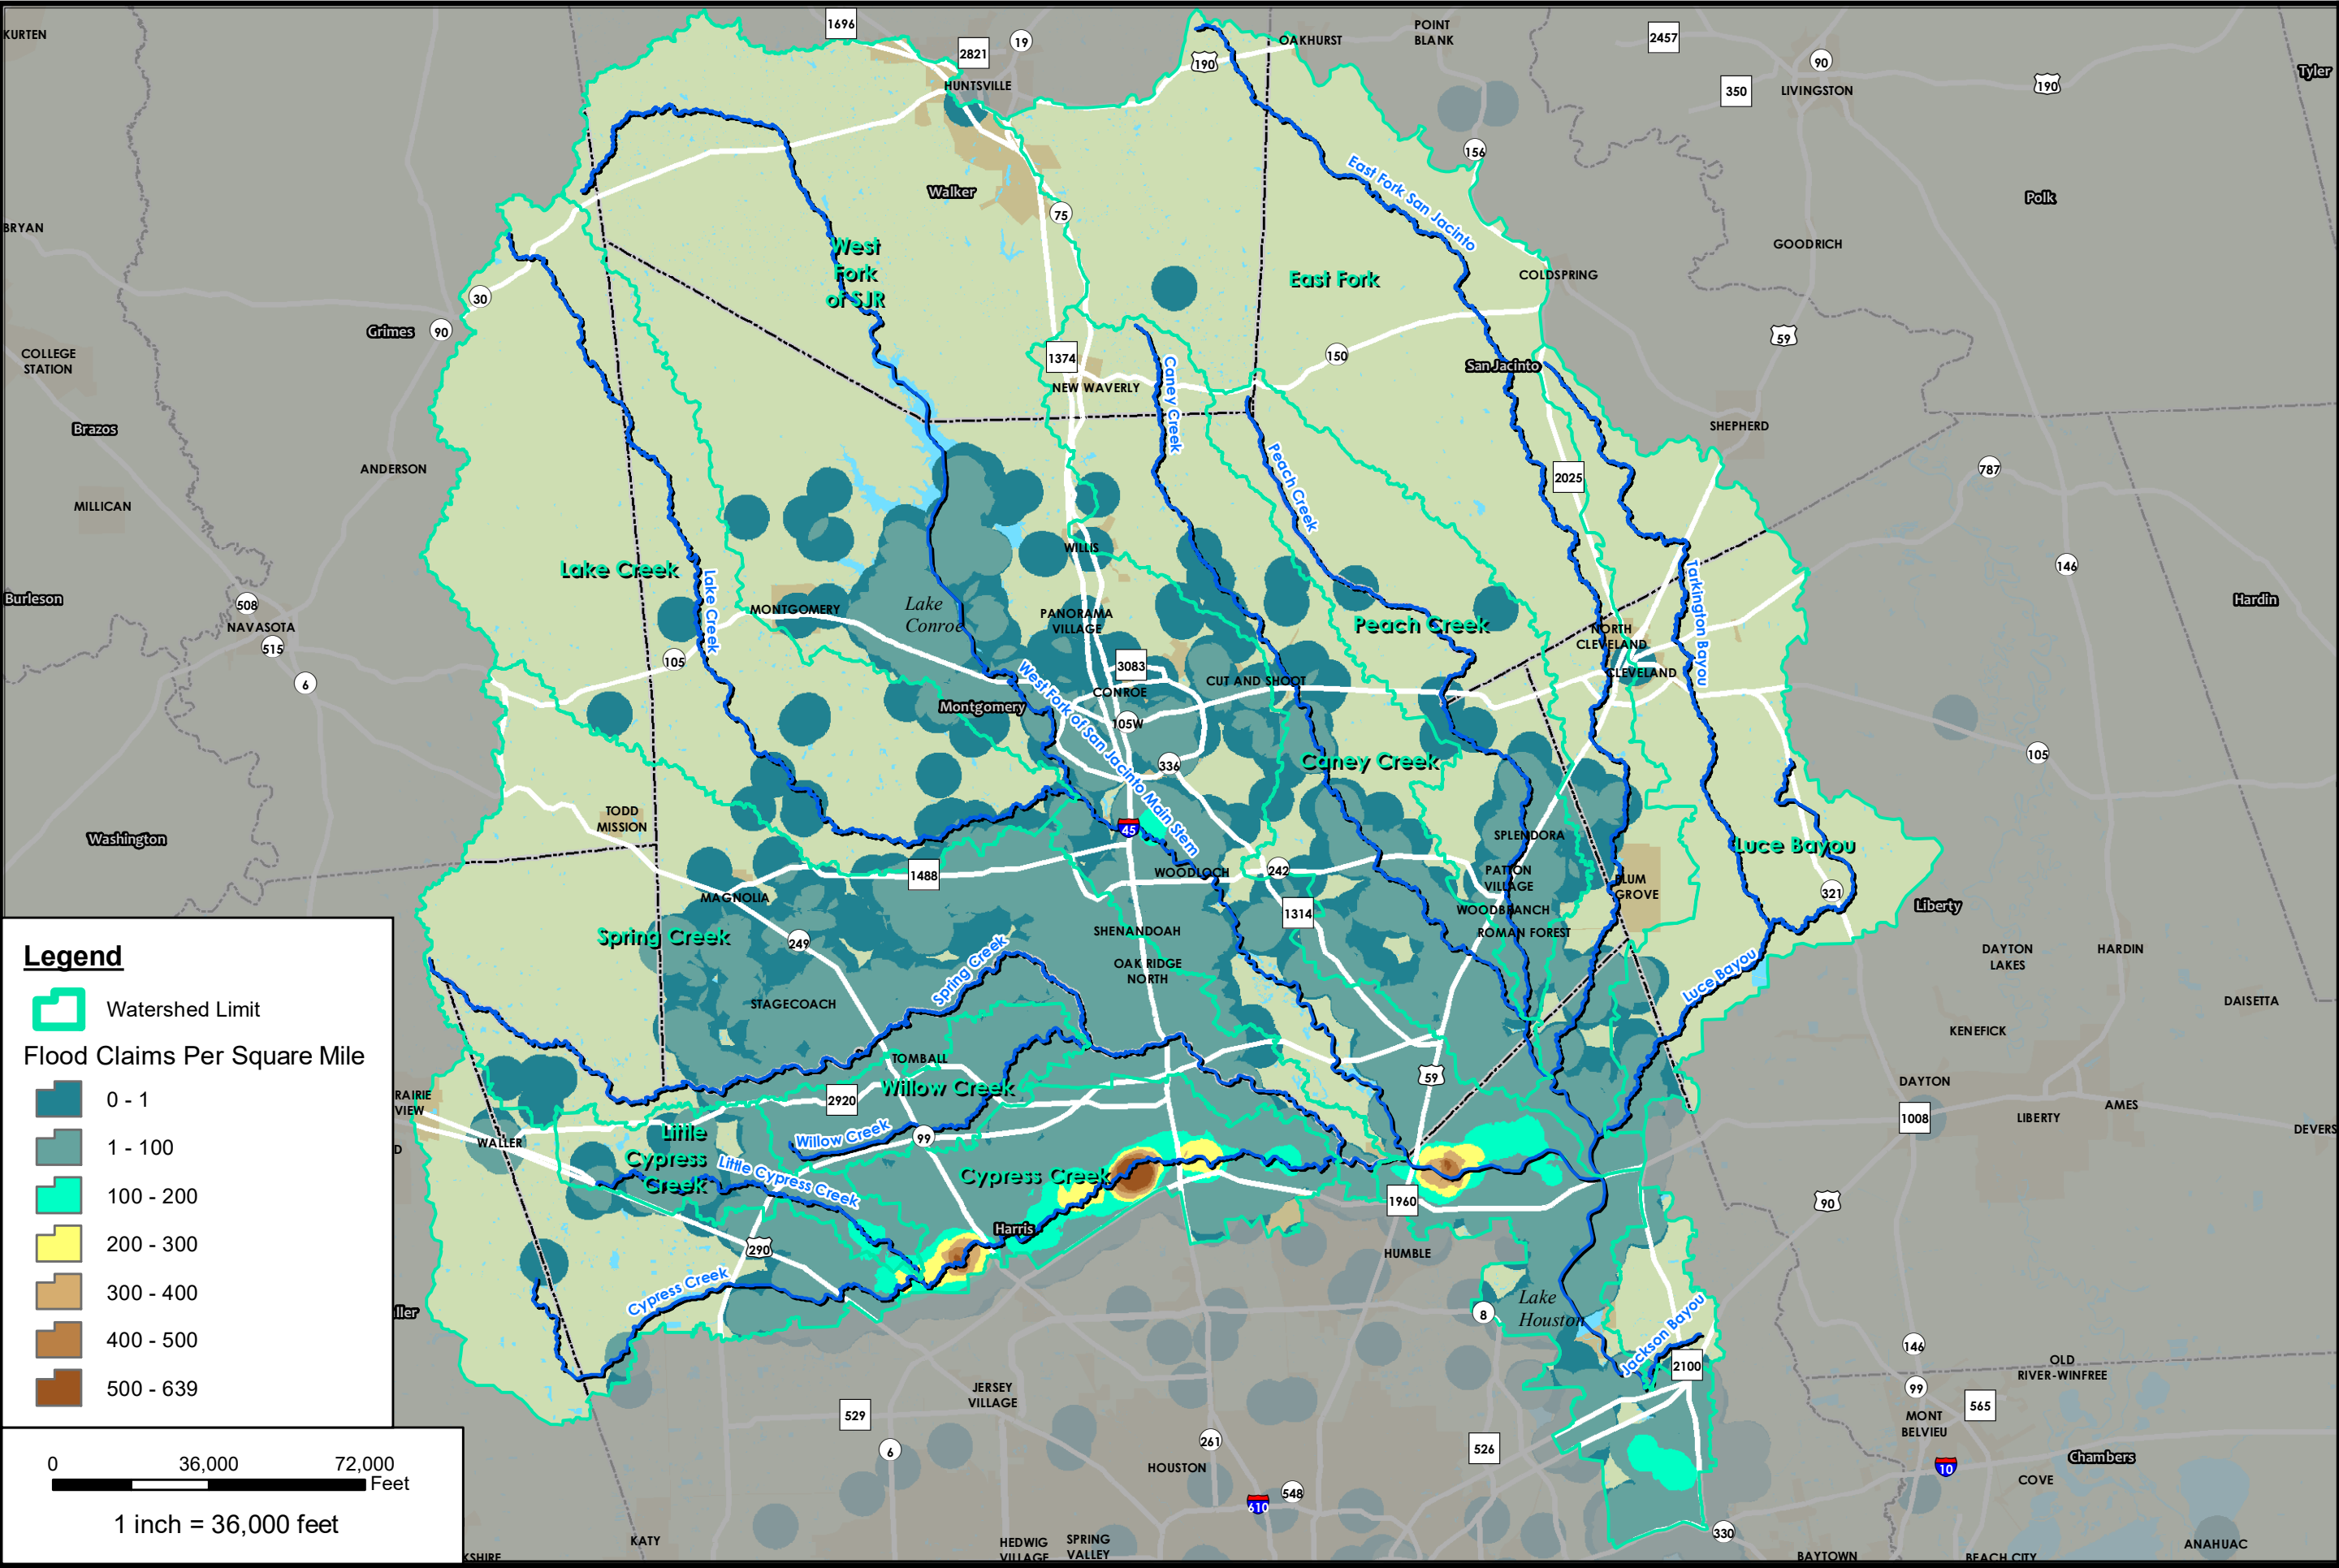 KURTEN
1696
2821
19
HUNTSVILLE
190
OAKHURST
POINT
BLANK
2457
350
90
LIVINGSTON
190
Tyler
156
East Fork San Jacinto
Walker
75
Polk
BRYAN
West
Fork
of SJR
East Fork
GOODRICH
COLDSPRING
30
Grimes
90
COLLEGE
STATION
1374
150
59
San Jacinto
NEW WAVERLY
Caney Creek
Peach Creek
Brazos
ANDERSON
SHEPHERD
787
2025
MILLICAN
WILLIS
Lake Creek
Lake Creek
Tarkington Bayou
146
Burleson
508
NAVASOTA
515
6
MONTGOMERY
Lake
Conroe
PANORAMA
VILLAGE
Peach Creek
NORTH
CLEVELAND
CLEVELAND
Hardin
105
3083
CONROE
CUT AND SHOOT
Montgomery
105W
West Fork of San Jacinto Main Stem
336
Caney Creek
105
TODD
MISSION
Washington
45
SPLENDORA
Luce Bayou
1488
WOODLOCH
242
PATTON
VILLAGE
PLUM
GROVE
321
Liberty
MAGNOLIA
WOODBRANCH
ROMAN FOREST
1314
Spring Creek
249
SHENANDOAH
OAK RIDGE
NORTH
Spring Creek
STAGECOACH
Luce Bayou
DAYTON
LAKES
HARDIN
DAISETTA
KENEFICK
TOMBALL
Willow Creek
59
DAYTON
RAIRIE
VIEW
2920
1008
LIBERTY
AMES
DEVERS
D
WALLER
Little
Cypress
Creek
Willow Creek
99
Little Cypress Creek
Cypress Creek
1960
90
Harris
290
HUMBLE
Cypress Creek
ller
8
Lake
Houston
Jackson Bayou
2100
146
OLD
RIVER-WINFREE
99
565
MONT
BELVIEU
JERSEY
VILLAGE
529
6
261
HOUSTON
526
10
Chambers
COVE
610
548
330
KATY
KSHIRE
HEDWIG
VILLAGE
SPRING
VALLEY
BAYTOWN
BEACH CITY
ANAHUAC
Legend
Watershed Limit
Flood Claims Per Square Mile
0 - 1
1 - 100
100 - 200
200 - 300
300 - 400
400 - 500
500 - 639
0 36,000 72,000
Feet
1 inch = 36,000 feet